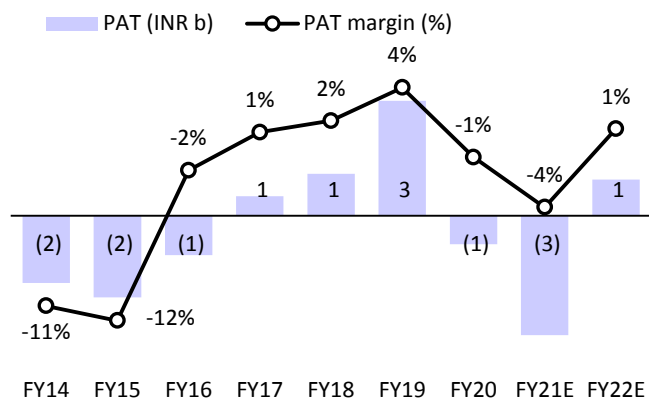 PAT (INR b) PAT margin (%)
4%
1% 2% 1%
-2% -1%
-4%
1 1 3 1
(2) (2) (1) (1) (3)
-11% -12%
FY14 FY15 FY16 FY17 FY18 FY19 FY20 FY21E FY22E